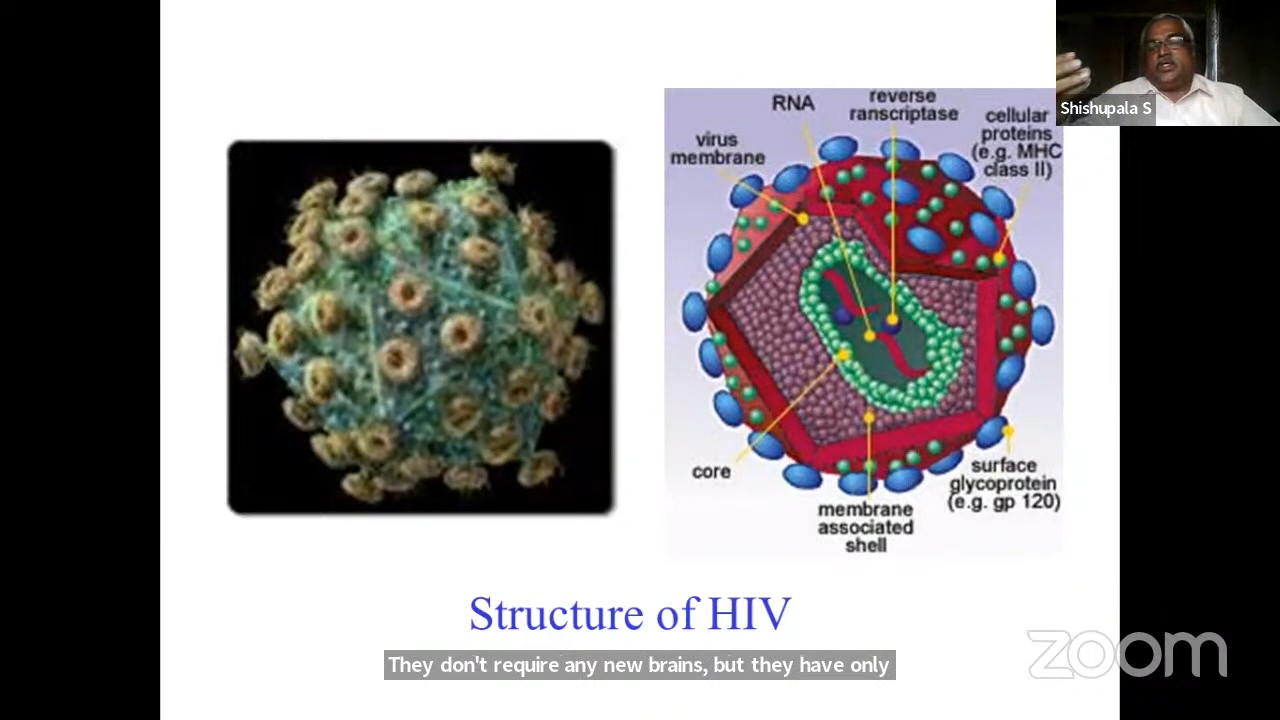 RNA
reverse
ranscriptase
cellular
proteins
(e.g. MHC
class II)
virus
membrane
Shishupala S
core
surface
glycoprotein
(e.g. gp 120)
membrane
associated
shell
Structure of HIV
They don't require any new brains, but they have only
zoom